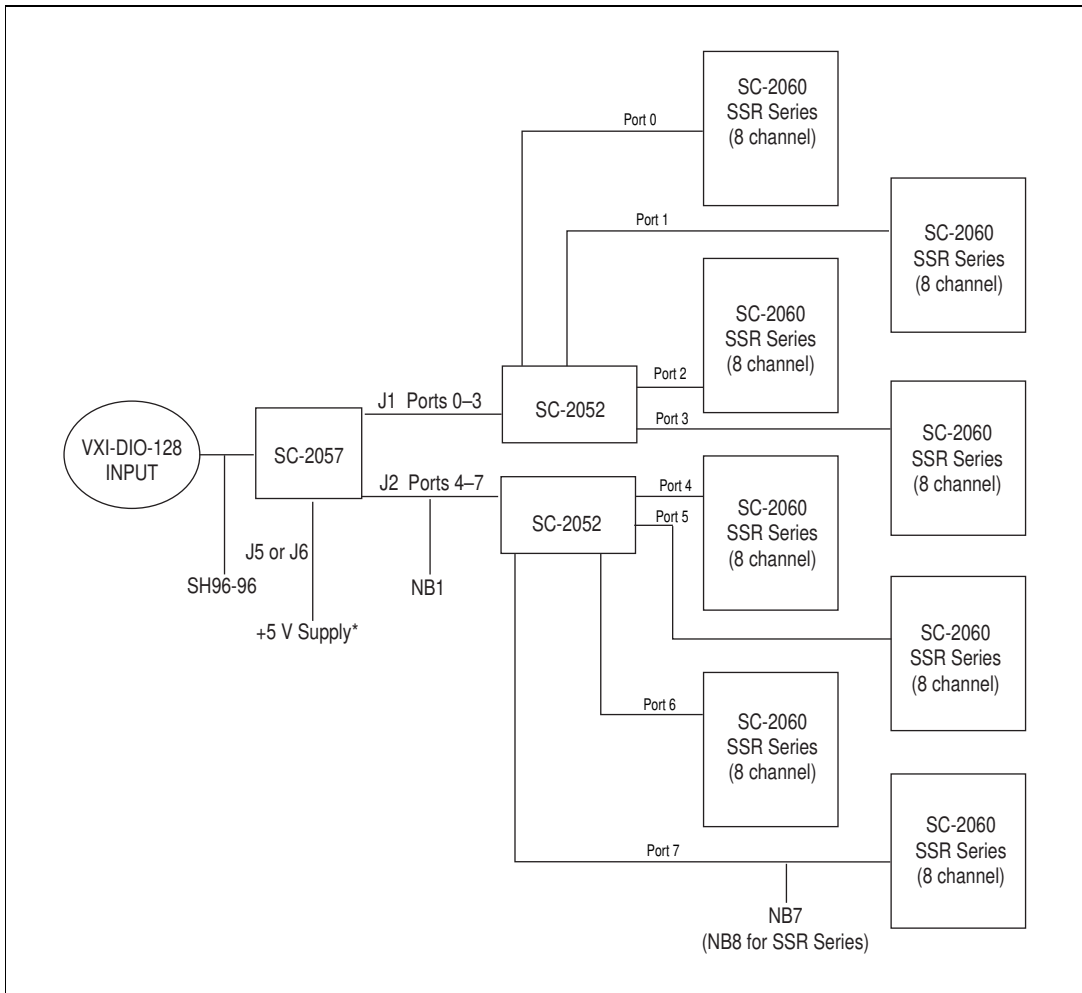 SC-2060
SSR Series
(8 channel)
Port 0
Port 1
SC-2060
SSR Series
(8 channel)
SC-2060
SSR Series
(8 channel)
Port 2
J1 Ports 0–3
SC-2052
Port 3
SC-2060
SSR Series
(8 channel)
VXI-DIO-128
INPUT
SC-2057
J2 Ports 4–7
SC-2052
Port 4
Port 5
SC-2060
SSR Series
(8 channel)
J5 or J6
SH96-96
NB1
+5 V Supply*
SC-2060
SSR Series
(8 channel)
Port 6
SC-2060
SSR Series
(8 channel)
Port 7
SC-2060
SSR Series
(8 channel)
NB7
(NB8 for SSR Series)